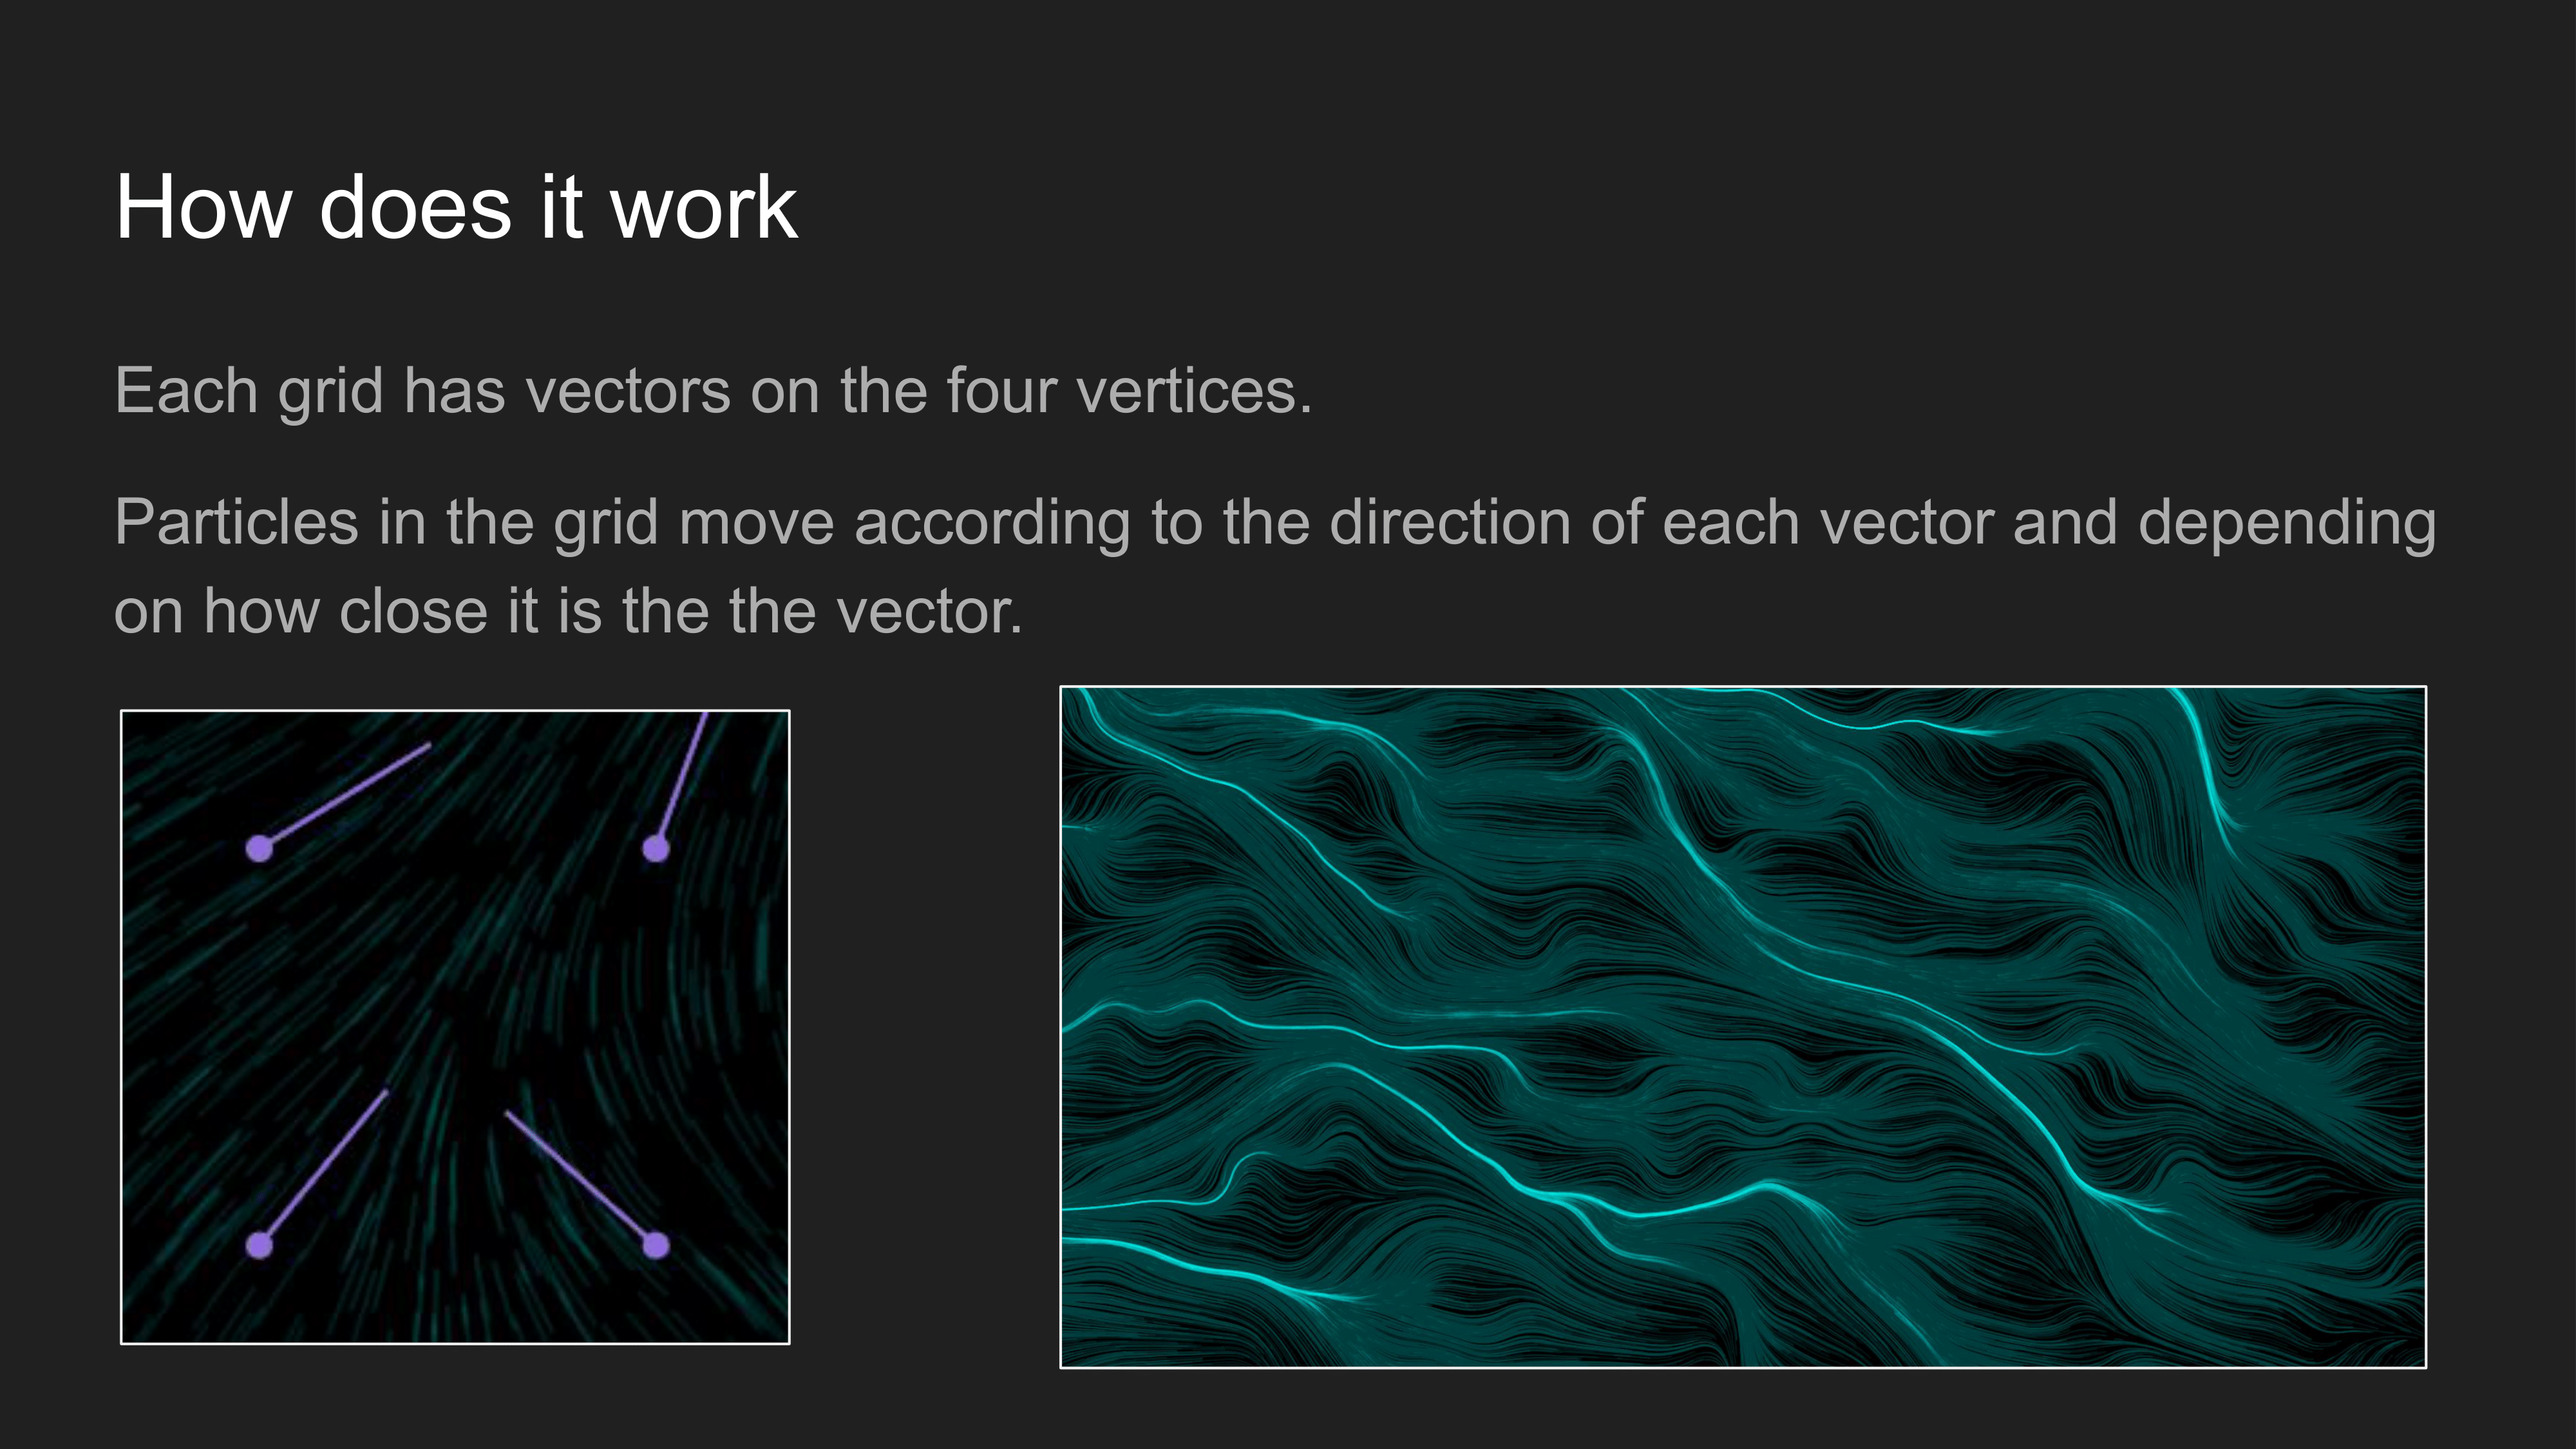 How does it work
Each grid has vectors on the four vertices.
Particles in the grid move according to the direction of each vector and depending
on how close it is the the vector.